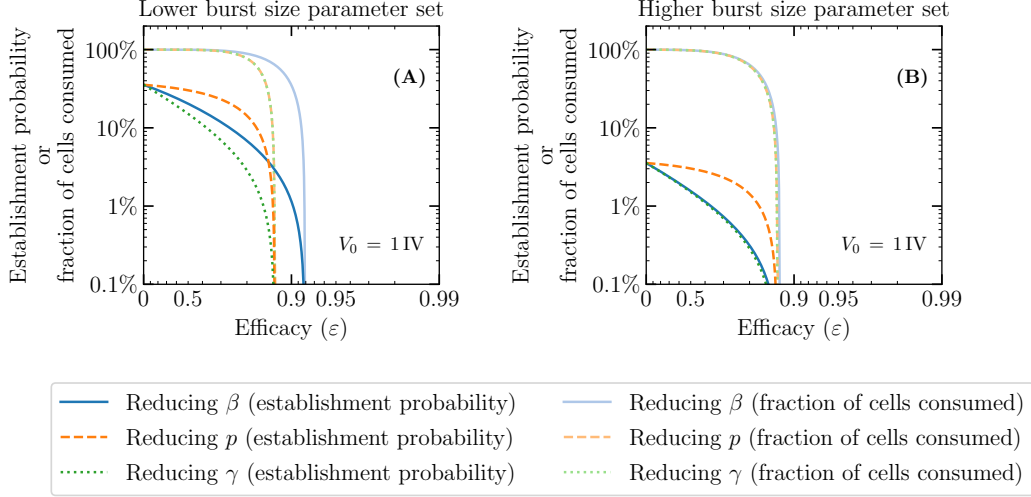 Lower burst size parameter set
Establishment probability
or
fraction of cells consumed
100%
10%
1%
0.1%
(A)
V₀ = 1 IV
0 0.5 0.9 0.95 0.99
Efficacy (ε)
Higher burst size parameter set
Establishment probability
or
fraction of cells consumed
100%
10%
1%
0.1%
(B)
V₀ = 1 IV
0 0.5 0.9 0.95 0.99
Efficacy (ε)
Reducing β (establishment probability)
Reducing p (establishment probability)
Reducing γ (establishment probability)
Reducing β (fraction of cells consumed)
Reducing p (fraction of cells consumed)
Reducing γ (fraction of cells consumed)